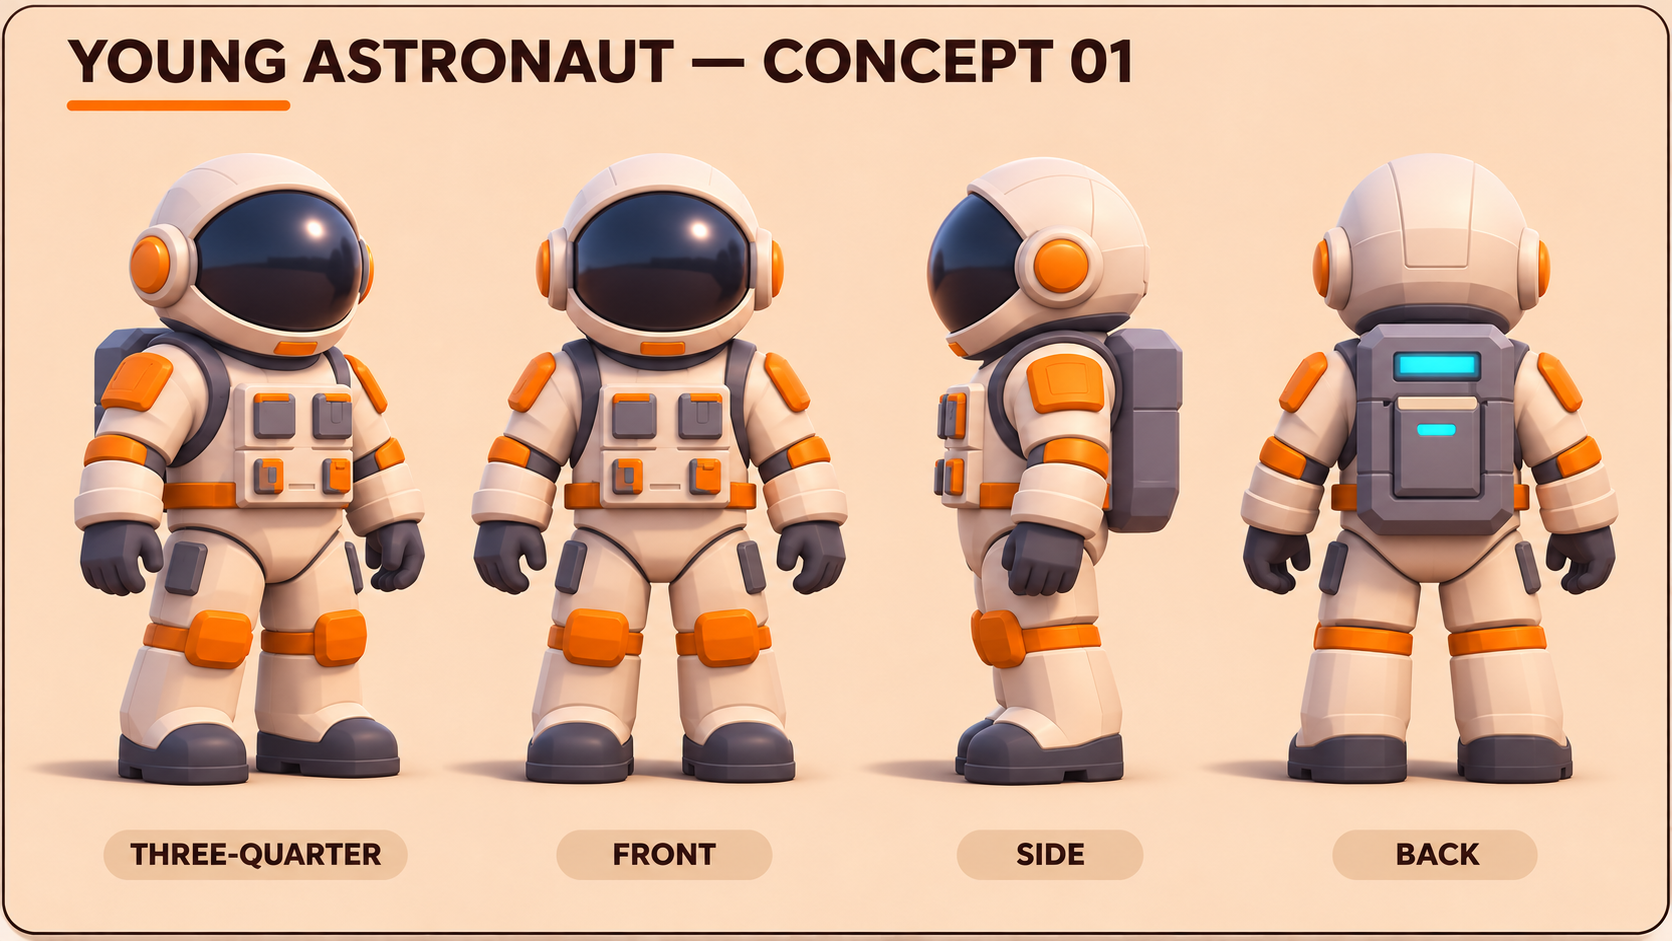 YOUNG ASTRONAUT — CONCEPT 01
THREE-QUARTER
FRONT
SIDE
BACK